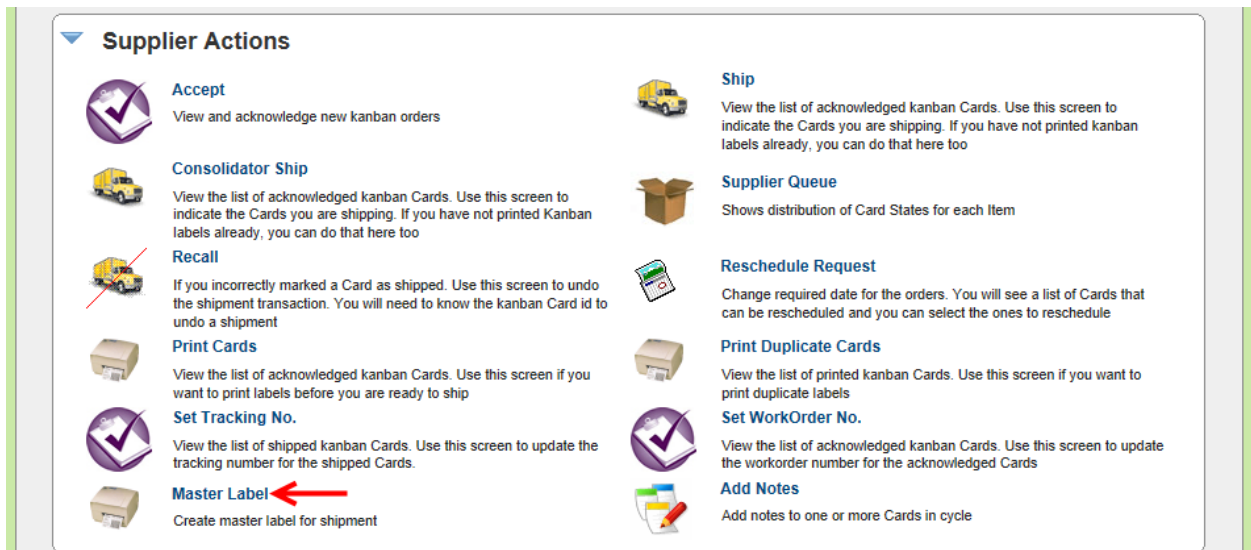 Supplier Actions
Accept
View and acknowledge new kanban orders
Ship
View the list of acknowledged kanban Cards. Use this screen to
indicate the Cards you are shipping. If you have not printed kanban
labels already, you can do that here too
Consolidator Ship
View the list of acknowledged kanban Cards. Use this screen to
indicate the Cards you are shipping. If you have not printed Kanban
labels already, you can do that here too
Supplier Queue
Shows distribution of Card States for each Item
Recall
If you incorrectly marked a Card as shipped. Use this screen to undo
the shipment transaction. You will need to know the kanban Card id to
undo a shipment
Reschedule Request
Change required date for the orders. You will see a list of Cards that
can be rescheduled and you can select the ones to reschedule
Print Cards
View the list of acknowledged kanban Cards. Use this screen if you
want to print labels before you are ready to ship
Print Duplicate Cards
View the list of printed kanban Cards. Use this screen if you want to
print duplicate labels
Set Tracking No.
View the list of shipped kanban Cards. Use this screen to update the
tracking number for the shipped Cards.
Set WorkOrder No.
View the list of acknowledged kanban Cards. Use this screen to update
the workorder number for the acknowledged Cards
Master Label
Create master label for shipment
Add Notes
Add notes to one or more Cards in cycle